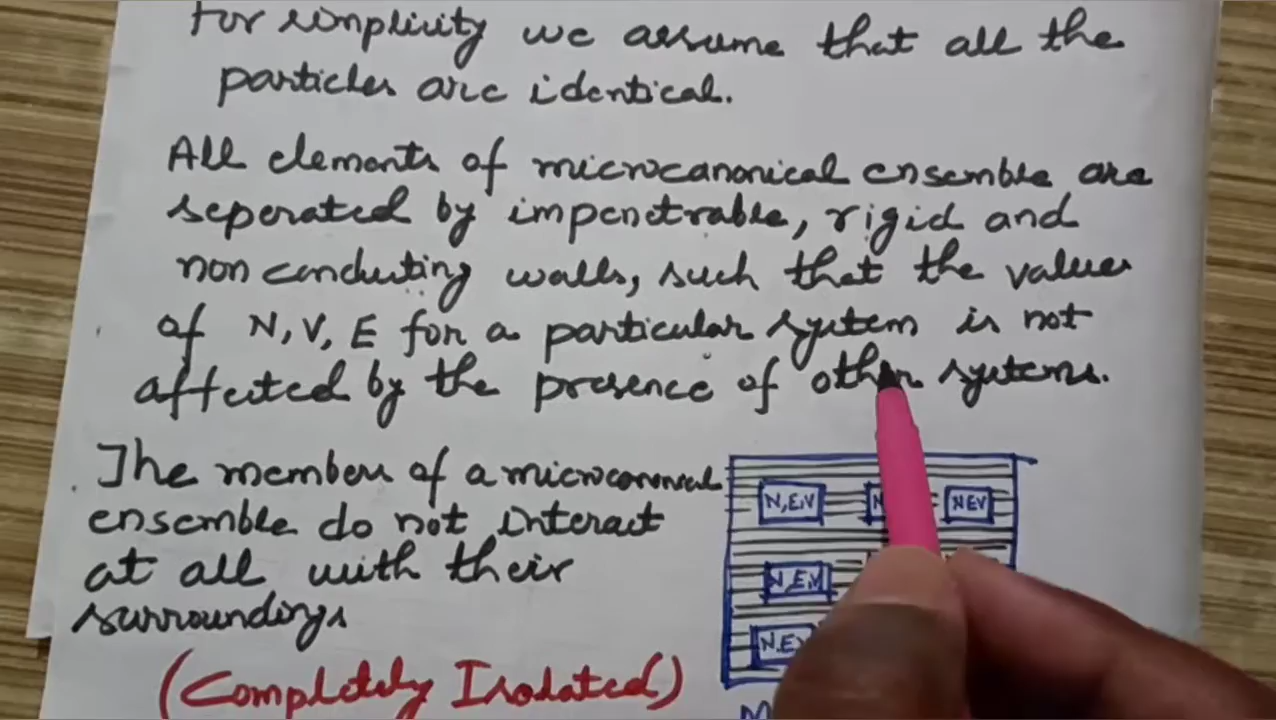 For simplicity we assume that all the
particles are identical.
All elements of microcanonical ensemble are
seperated by impenetrable, rigid and
non conducting walls, such that the values
of N, V, E for a particular system is not
affected by the presence of other systems.
The members of a microcanonical
ensemble do not interact
at all with their
surroundings
(Completely Isolated)
N,E,V NEV
N,E,V
N.E.V